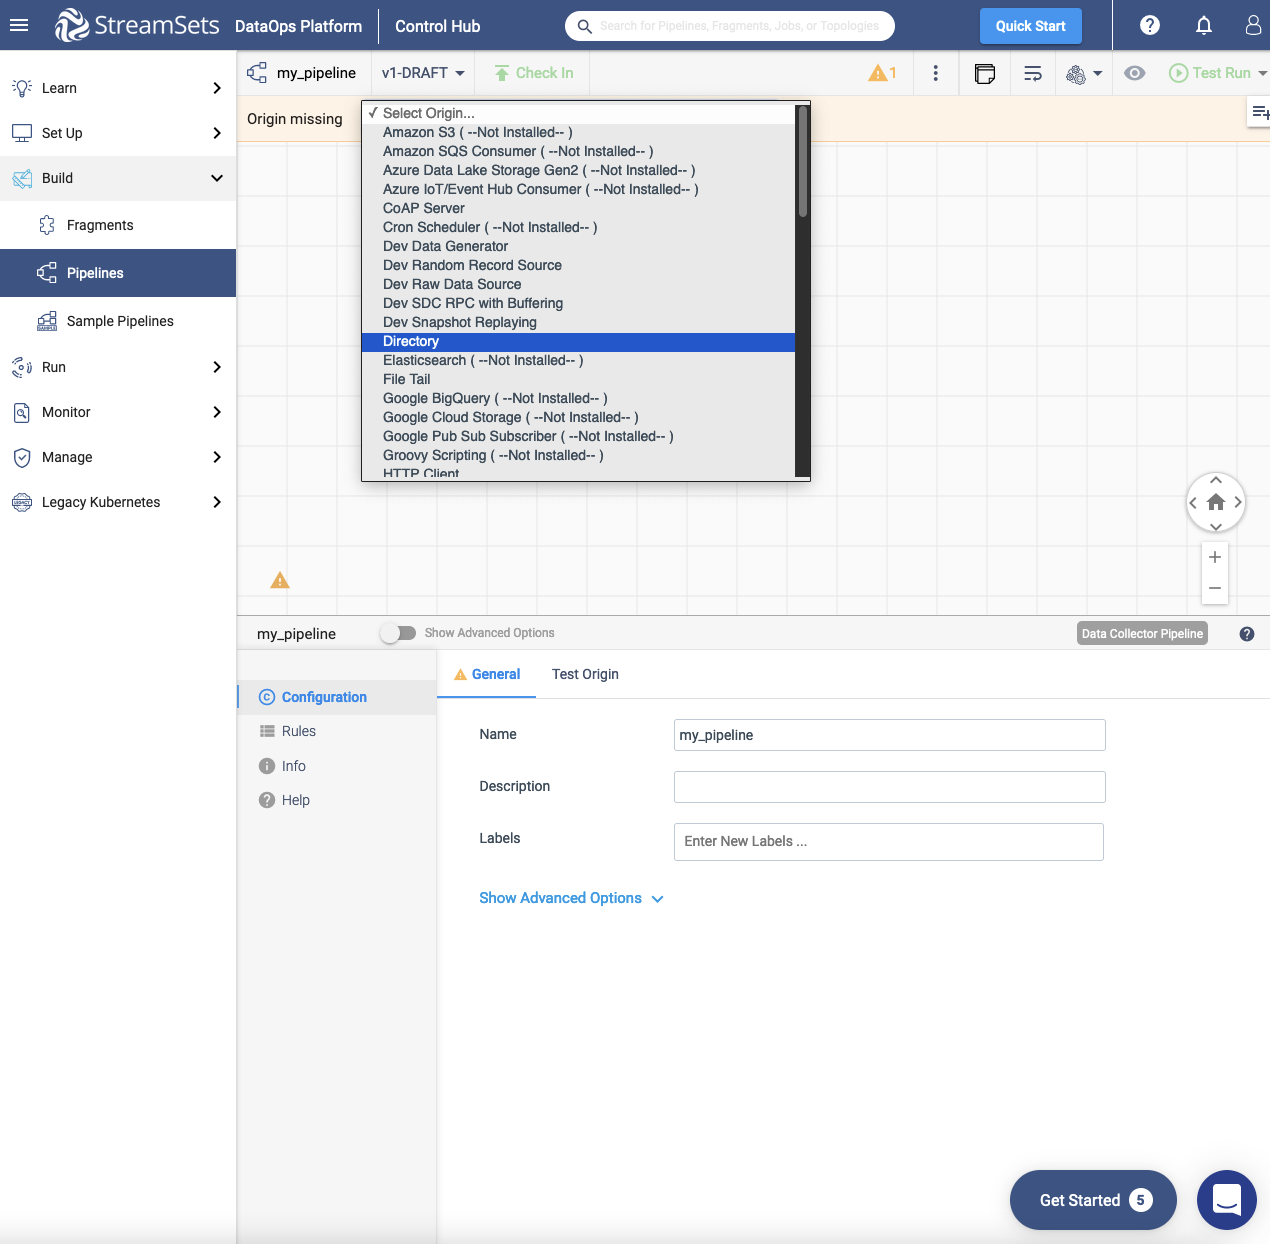 StreamSets DataOps Platform Control Hub
Search for Pipelines, Fragments, Jobs, or Topologies
Quick Start
Learn
Set Up
Build
Fragments
Pipelines
Sample Pipelines
Run
Monitor
Manage
Legacy Kubernetes
my_pipeline v1-DRAFT Check In 1 Test Run
Origin missing
✓ Select Origin...
Amazon S3 ( --Not Installed-- )
Amazon SQS Consumer ( --Not Installed-- )
Azure Data Lake Storage Gen2 ( --Not Installed-- )
Azure IoT/Event Hub Consumer ( --Not Installed-- )
CoAP Server
Cron Scheduler ( --Not Installed-- )
Dev Data Generator
Dev Random Record Source
Dev Raw Data Source
Dev SDC RPC with Buffering
Dev Snapshot Replaying
Directory
Elasticsearch ( --Not Installed-- )
File Tail
Google BigQuery ( --Not Installed-- )
Google Cloud Storage ( --Not Installed-- )
Google Pub Sub Subscriber ( --Not Installed-- )
Groovy Scripting ( --Not Installed-- )
HTTP Client
my_pipeline Show Advanced Options Data Collector Pipeline
Configuration
Rules
Info
Help
General Test Origin
Name my_pipeline
Description
Labels Enter New Labels ...
Show Advanced Options
Get Started 5